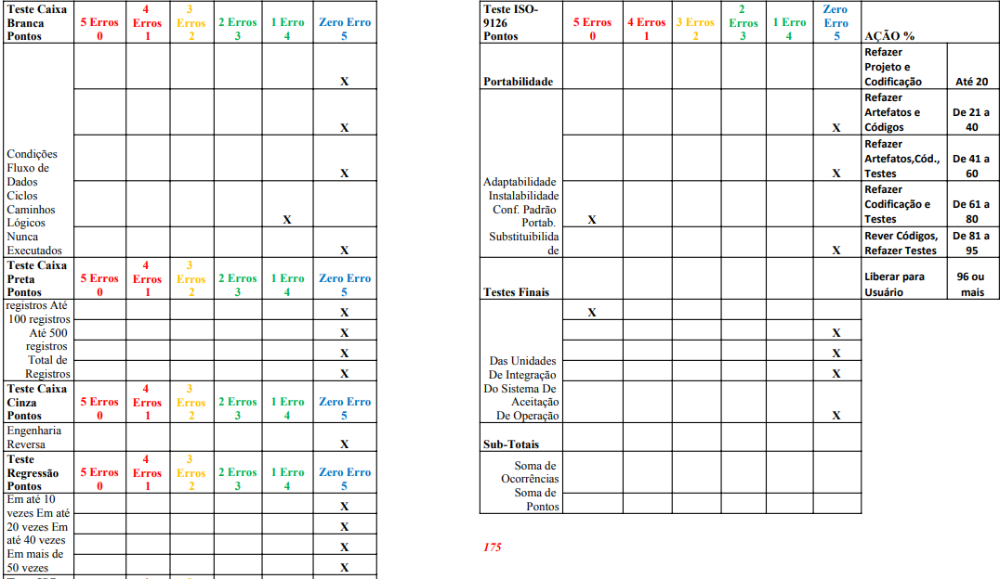 Teste Caixa
Branca
Pontos
5 Erros
0
4
Erros
1
3
Erros
2
2 Erros
3
1 Erro
4
Zero Erro
5
X
X
X
X
X
Condições
Fluxo de
Dados
Ciclos
Caminhos
Lógicos
Nunca
Executados
Teste Caixa
Preta
Pontos
5 Erros
0
4
Erros
1
3
Erros
2
2 Erros
3
1 Erro
4
Zero Erro
5
registros Até
100 registros
Até 500
registros
Total de
Registros
X
X
X
X
Teste Caixa
Cinza
Pontos
5 Erros
0
4
Erros
1
3
Erros
2
2 Erros
3
1 Erro
4
Zero Erro
5
Engenharia
Reversa
X
Teste
Regressão
Pontos
5 Erros
0
4
Erros
1
3
Erros
2
2 Erros
3
1 Erro
4
Zero Erro
5
Em até 10
vezes Em até
20 vezes Em
até 40 vezes
Em mais de
50 vezes
X
X
X
X
Teste ISO-
9126
Pontos
5 Erros
0
4 Erros
1
3 Erros
2
2
Erros
3
1 Erro
4
Zero
Erro
5
AÇÃO %
Portabilidade
Refazer
Projeto e
Codificação
Até 20
Refazer
Artefatos e
Códigos
De 21 a
40
Refazer
Artefatos,Cód.,
Testes
De 41 a
60
Refazer
Codificação e
Testes
De 61 a
80
Rever Códigos,
Refazer Testes
De 81 a
95
Liberar para
Usuário
96 ou
mais
Adaptabilidade
Instalabilidade
Conf. Padrão
Portab.
Substituibilida
de
X
X
X
X
Testes Finais
X
X
X
X
X
Das Unidades
De Integração
Do Sistema De
Aceitação
De Operação
Sub-Totais
Soma de
Ocorrências
Soma de
Pontos
175